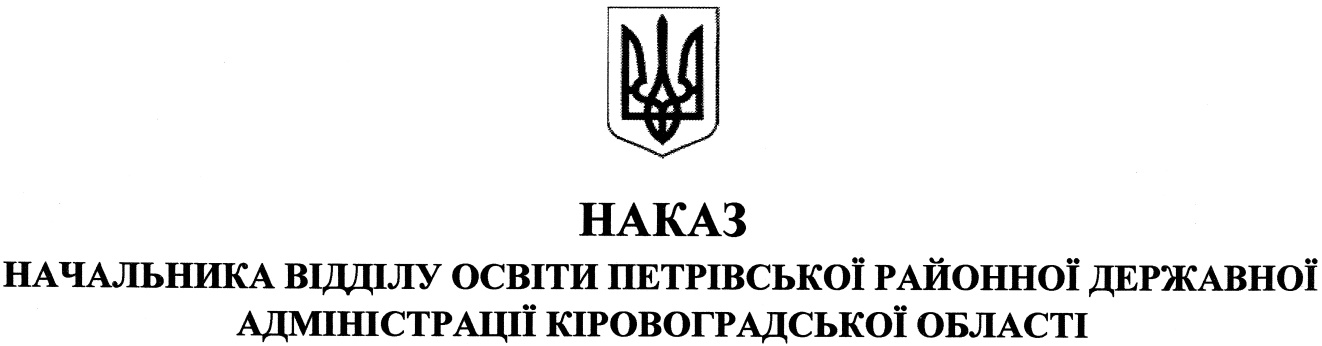 НАКАЗ
НАЧАЛЬНИКА ВІДДІЛУ ОСВІТИ ПЕТРІВСЬКОЇ РАЙОННОЇ ДЕРЖАВНОЇ
АДМІНІСТРАЦІЇ КІРОВОГРАДСЬКОЇ ОБЛАСТІ